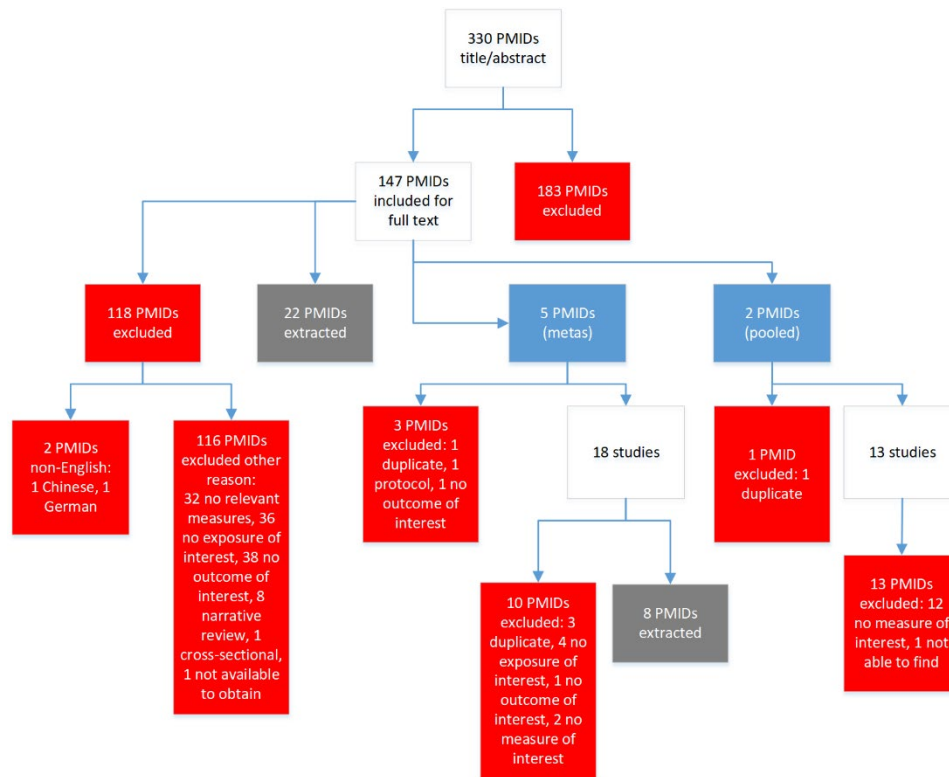 330 PMIDs
title/abstract
147 PMIDs
included for
full text
183 PMIDs
excluded
118 PMIDs
excluded
22 PMIDs
extracted
5 PMIDs
(metas)
2 PMIDs
(pooled)
2 PMIDs
non-English:
1 Chinese, 1
German
116 PMIDs
excluded other
reason:
32 no relevant
measures, 36
no exposure of
interest, 38 no
outcome of
interest, 8
narrative
review, 1
cross-sectional,
1 not available
to obtain
3 PMIDs
excluded: 1
duplicate, 1
protocol, 1 no
outcome of
interest
18 studies
1 PMID
excluded: 1
duplicate
13 studies
10 PMIDs
excluded: 3
duplicate, 4 no
exposure of
interest, 1 no
outcome of
interest, 2 no
measure of
interest
8 PMIDs
extracted
13 PMIDs
excluded: 12
no measure of
interest, 1 not
able to find